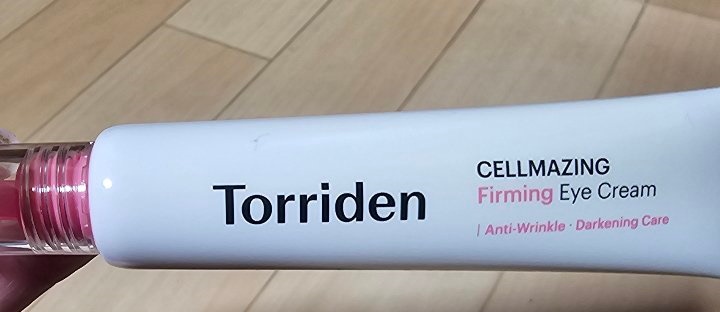 Torriden
CELLMAZING
Firming Eye Cream
| Anti-Wrinkle · Darkening Care